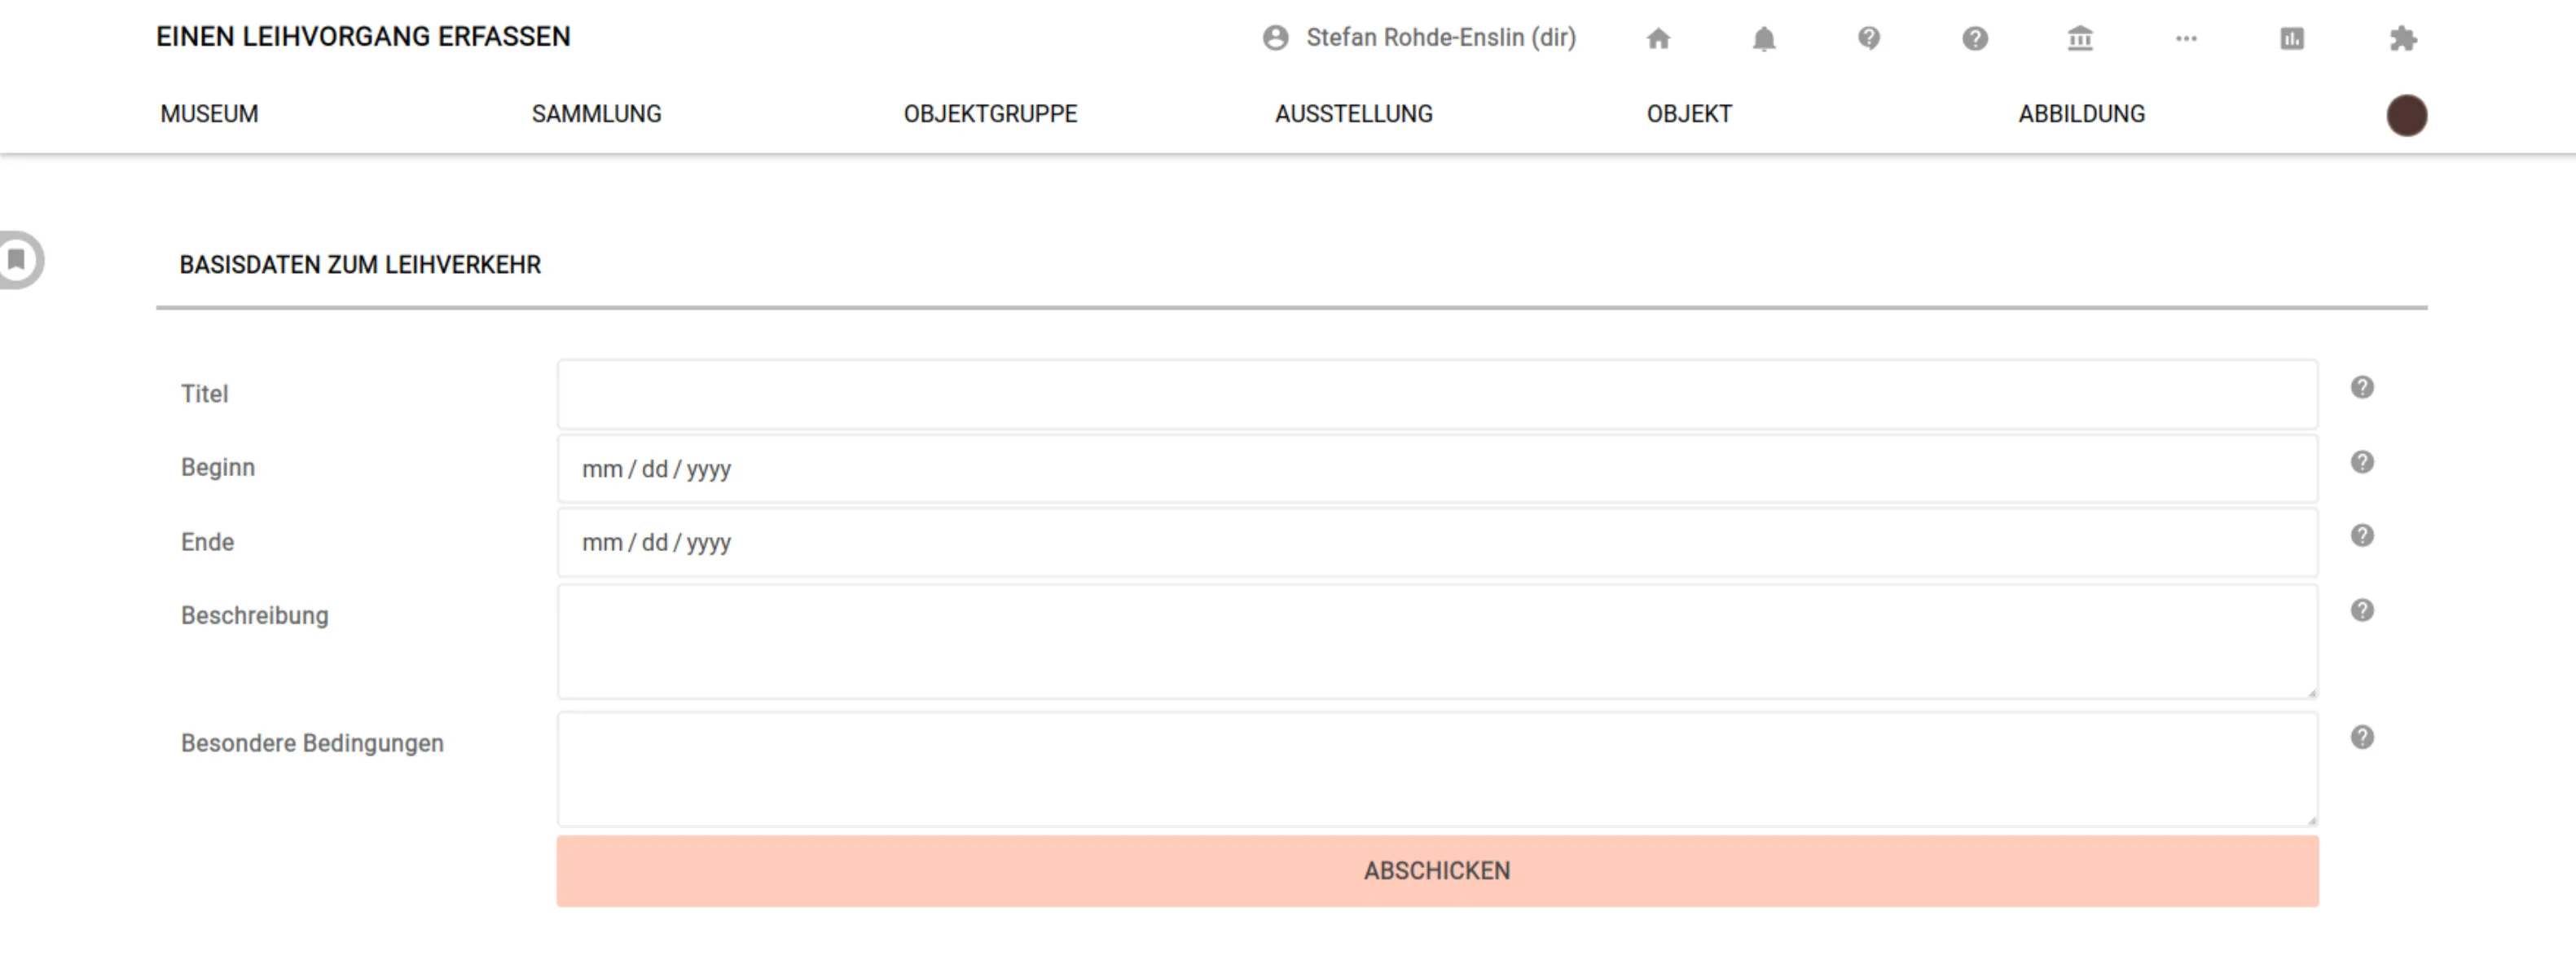 EINEN LEIHVORGANG ERFASSEN
Stefan Rohde-Enslin (dir)
MUSEUM SAMMLUNG OBJEKTGRUPPE AUSSTELLUNG OBJEKT ABBILDUNG
BASISDATEN ZUM LEIHVERKEHR
Titel
Beginn mm / dd / yyyy
Ende mm / dd / yyyy
Beschreibung
Besondere Bedingungen
ABSCHICKEN